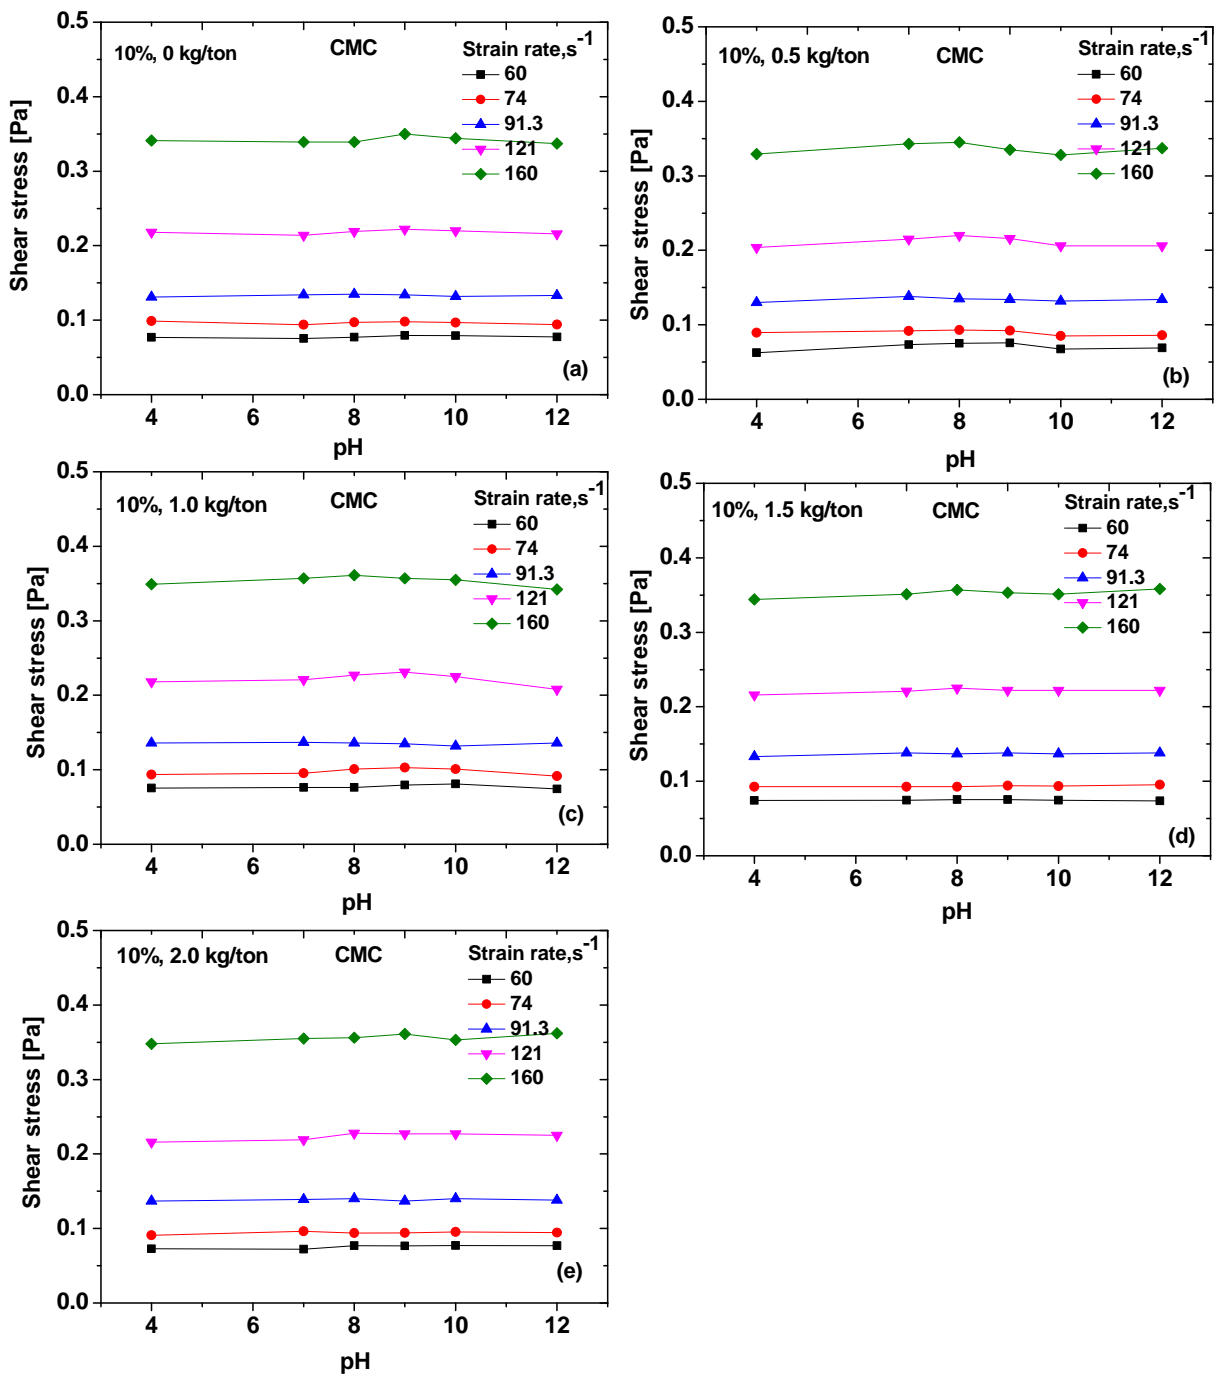 10%, 0 kg/ton
CMC
Strain rate,s-1
60
74
91.3
121
160
0.5
0.4
0.3
0.2
0.1
0.0
Shear stress [Pa]
4
6
8
10
12
pH
(a)
10%, 0.5 kg/ton
CMC
Strain rate,s-1
60
74
91.3
121
160
0.5
0.4
0.3
0.2
0.1
0.0
Shear stress [Pa]
4
6
8
10
12
pH
(b)
10%, 1.0 kg/ton
CMC
Strain rate,s-1
60
74
91.3
121
160
0.5
0.4
0.3
0.2
0.1
0.0
Shear stress [Pa]
4
6
8
10
12
pH
(c)
10%, 1.5 kg/ton
CMC
Strain rate,s-1
60
74
91.3
121
160
0.5
0.4
0.3
0.2
0.1
0.0
Shear stress [Pa]
4
6
8
10
12
pH
(d)
10%, 2.0 kg/ton
CMC
Strain rate,s-1
60
74
91.3
121
160
0.5
0.4
0.3
0.2
0.1
0.0
Shear stress [Pa]
4
6
8
10
12
pH
(e)